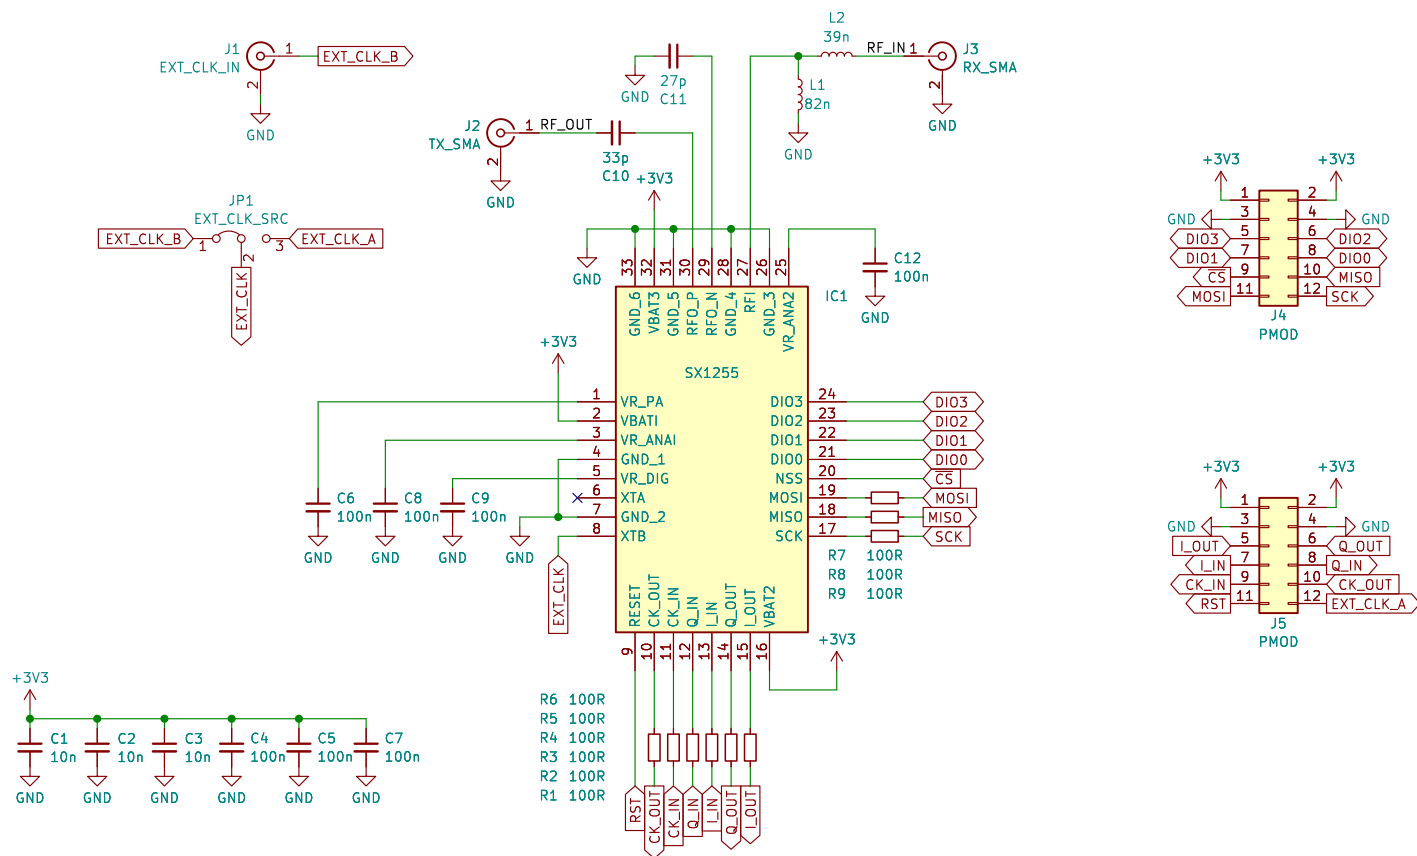 L2
39n
J1
EXT_CLK_IN
1
EXT_CLK_B
2
GND
27p
C11
GND
RF_IN
1
J3
RX_SMA
2
GND
L1
82n
GND
J2
TX_SMA
1
RF_OUT
2
GND
33p
C10
+3V3
JP1
EXT_CLK_SRC
EXT_CLK_B
1
2
3
EXT_CLK_A
EXT_CLK
GND
33
32
31
30
29
28
27
26
25
GND_6
VBAT3
GND_5
RFO_P
RFO_N
GND_4
RFI
GND_3
VR_ANA2
C12
100n
GND
IC1
SX1255
+3V3
1 VR_PA
2 VBATI
3 VR_ANAI
4 GND_1
5 VR_DIG
6 XTA
7 GND_2
8 XTB
DIO3 24 DIO3
DIO2 23 DIO2
DIO1 22 DIO1
DIO0 21 DIO0
NSS 20 CS
MOSI 19 MOSI
MISO 18 MISO
SCK 17 SCK
R7 100R
R8 100R
R9 100R
C6
100n
GND
C8
100n
GND
C9
100n
GND
GND
EXT_CLK
RESET
CK_OUT
CK_IN
Q_IN
I_IN
Q_OUT
I_OUT
VBAT2
9
10
11
12
13
14
15
16
+3V3
R6 100R
R5 100R
R4 100R
R3 100R
R2 100R
R1 100R
RST
CK_OUT
CK_IN
Q_IN
I_IN
Q_OUT
I_OUT
+3V3
C1
10n
GND
C2
10n
GND
C3
10n
GND
C4
100n
GND
C5
100n
GND
C7
100n
GND
+3V3 +3V3
1 2
GND 3 4 GND
DIO3 5 6 DIO2
DIO1 7 8 DIO0
CS 9 10 MISO
MOSI 11 12 SCK
J4
PMOD
+3V3 +3V3
1 2
GND 3 4 GND
I_OUT 5 6 Q_OUT
I_IN 7 8 Q_IN
CK_IN 9 10 CK_OUT
RST 11 12 EXT_CLK_A
J5
PMOD